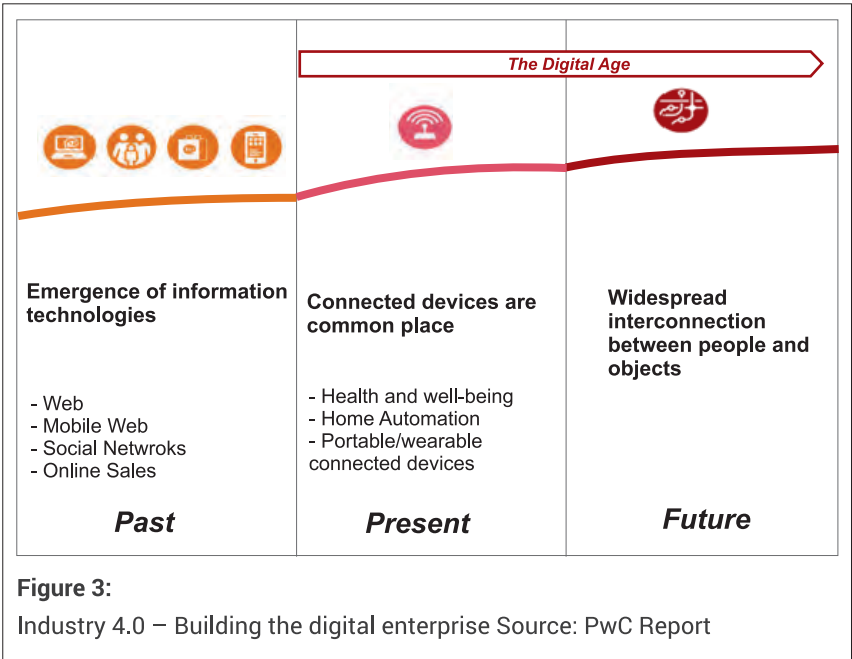 The Digital Age
Emergence of information
technologies
- Web
- Mobile Web
- Social Netwroks
- Online Sales
Past
Connected devices are
common place
- Health and well-being
- Home Automation
- Portable/wearable
connected devices
Present
Widespread
interconnection
between people and
objects
Future
Figure 3:
Industry 4.0 – Building the digital enterprise Source: PwC Report